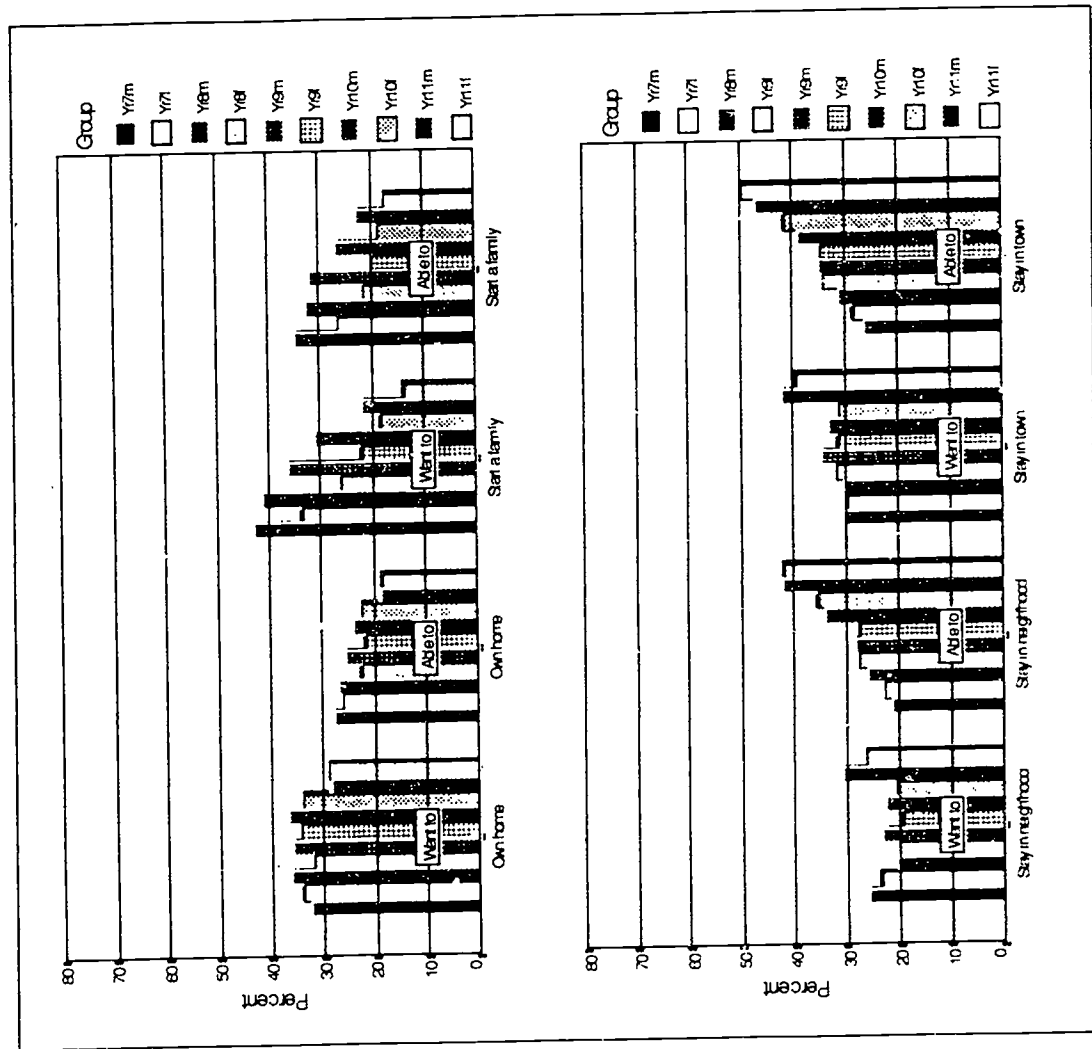 Group
Yr7m
Yr7f
Yr8m
Yr8f
Yr9m
Yr9f
Yr10m
Yr10f
Yr11m
Yr11f
Percent
80
70
60
50
40
30
20
10
0
Want to
Able to
Want to
Able to
Own home
Own home
Start a family
Start a family
Group
Yr7m
Yr7f
Yr8m
Yr9f
Yr9m
Yr9f
Yr10m
Yr10f
Yr11m
Yr11f
Percent
80
70
60
50
40
30
20
10
0
Want to
Able to
Want to
Able to
Stay in neighfhood
Stay in neighfhood
Stay in town
Stay in town